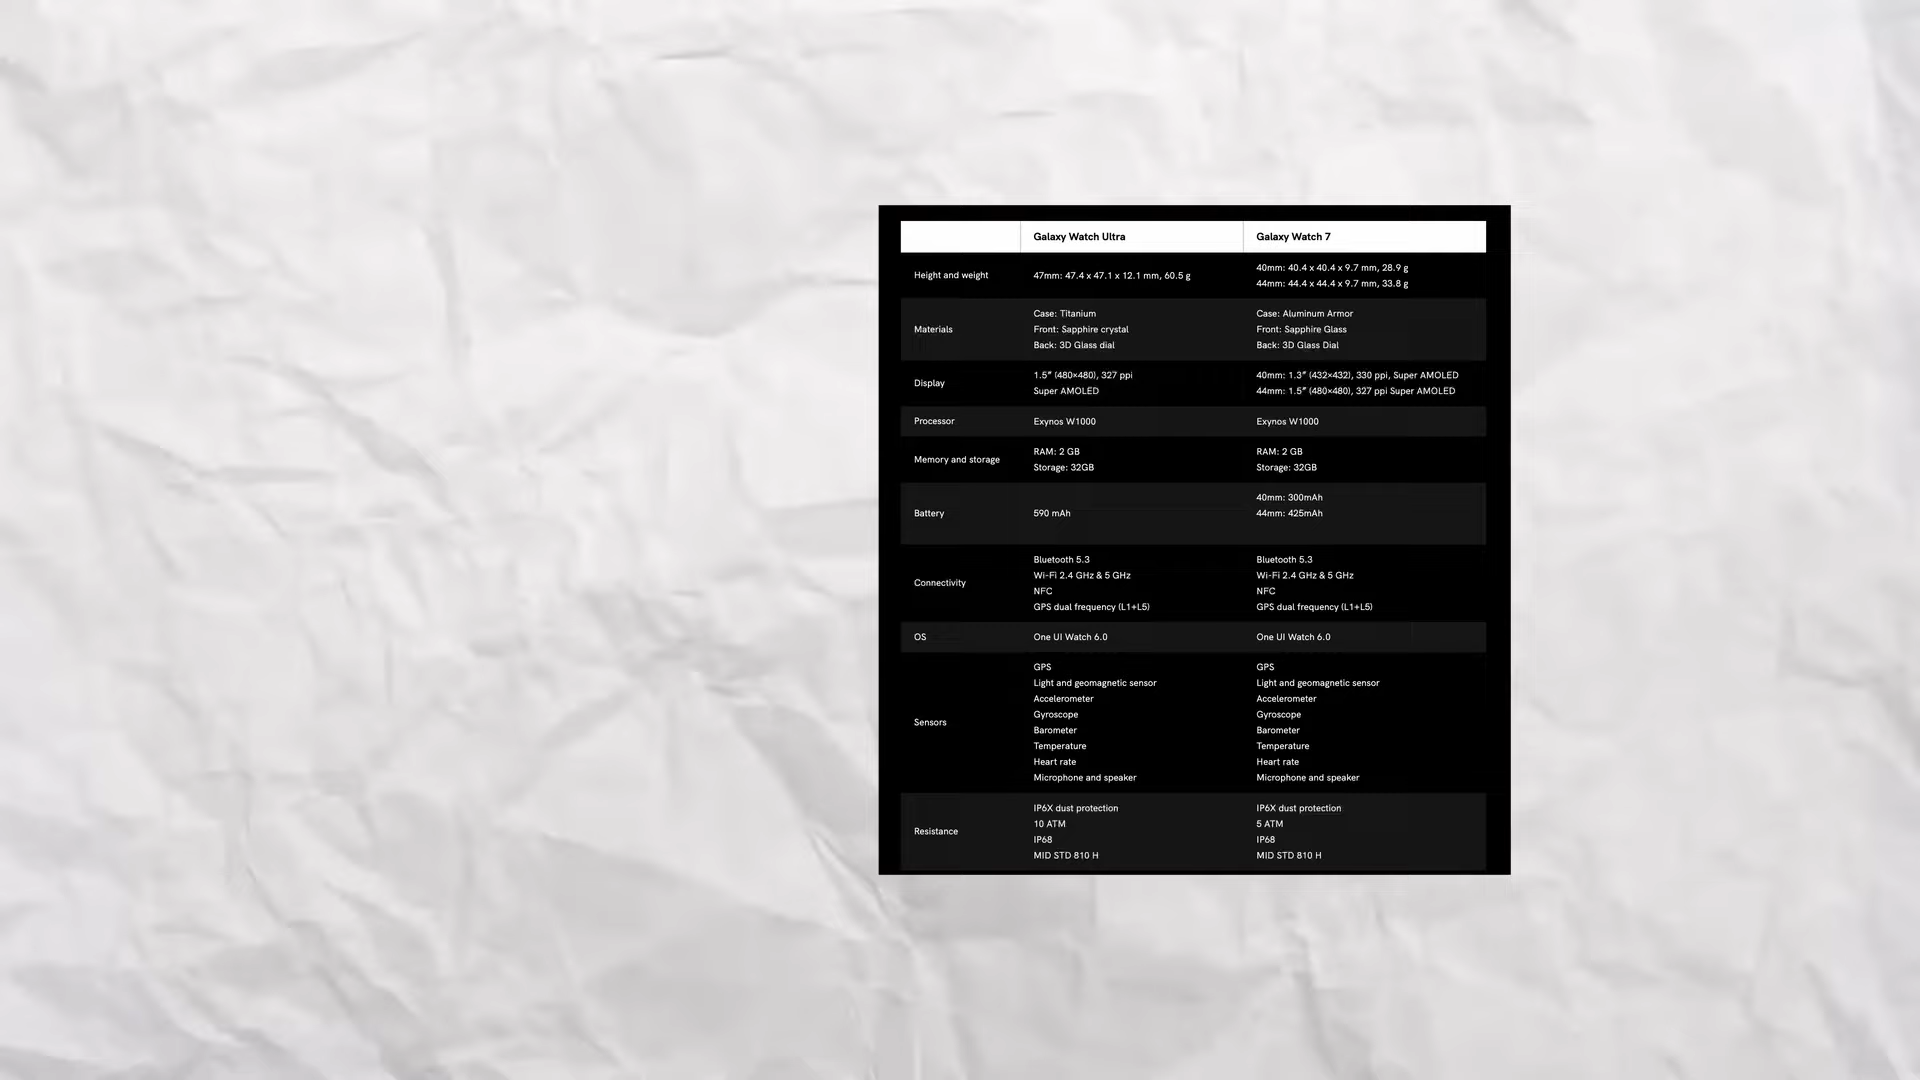 Galaxy Watch Ultra Galaxy Watch 7
Height and weight 47mm: 47.4 x 47.1 x 12.1 mm, 60.5 g 40mm: 40.4 x 40.4 x 9.7 mm, 28.9 g
44mm: 44.4 x 44.4 x 9.7 mm, 33.8 g
Materials
Case: Titanium
Front: Sapphire crystal
Back: 3D Glass dial
Case: Aluminum Armor
Front: Sapphire Glass
Back: 3D Glass Dial
Display
1.5″ (480×480), 327 ppi
Super AMOLED
40mm: 1.3″ (432×432), 330 ppi, Super AMOLED
44mm: 1.5″ (480×480), 327 ppi Super AMOLED
Processor Exynos W1000 Exynos W1000
Memory and storage
RAM: 2 GB
Storage: 32GB
RAM: 2 GB
Storage: 32GB
Battery
590 mAh
40mm: 300mAh
44mm: 425mAh
Connectivity
Bluetooth 5.3
Wi-Fi 2.4 GHz & 5 GHz
NFC
GPS dual frequency (L1+L5)
Bluetooth 5.3
Wi-Fi 2.4 GHz & 5 GHz
NFC
GPS dual frequency (L1+L5)
OS One UI Watch 6.0 One UI Watch 6.0
Sensors
GPS
Light and geomagnetic sensor
Accelerometer
Gyroscope
Barometer
Temperature
Heart rate
Microphone and speaker
GPS
Light and geomagnetic sensor
Accelerometer
Gyroscope
Barometer
Temperature
Heart rate
Microphone and speaker
Resistance
IP6X dust protection
10 ATM
IP68
MID STD 810 H
IP6X dust protection
5 ATM
IP68
MID STD 810 H